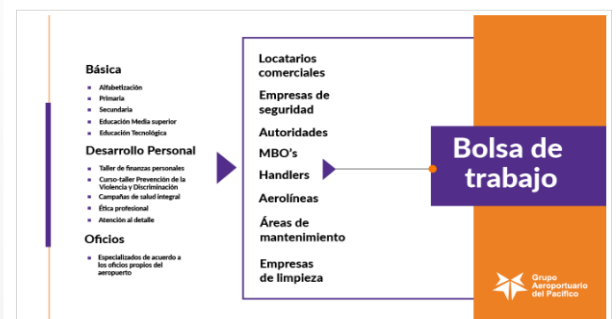 Básica
Alfabetización
Primaria
Secundaria
Educación Media superior
Educación Tecnológica
Desarrollo Personal
Taller de finanzas personales
Curso-taller Prevención de la
Violencia y Discriminación
Campañas de salud integral
Ética profesional
Atención al detalle
Oficios
Especializados de acuerdo a
los oficios propios del
aeropuerto
Locatarios
comerciales
Empresas de
seguridad
Autoridades
MBO's
Handlers
Aerolíneas
Áreas de
mantenimiento
Empresas
de limpieza
Bolsa de
trabajo
Grupo
Aeroportuario
del Pacífico